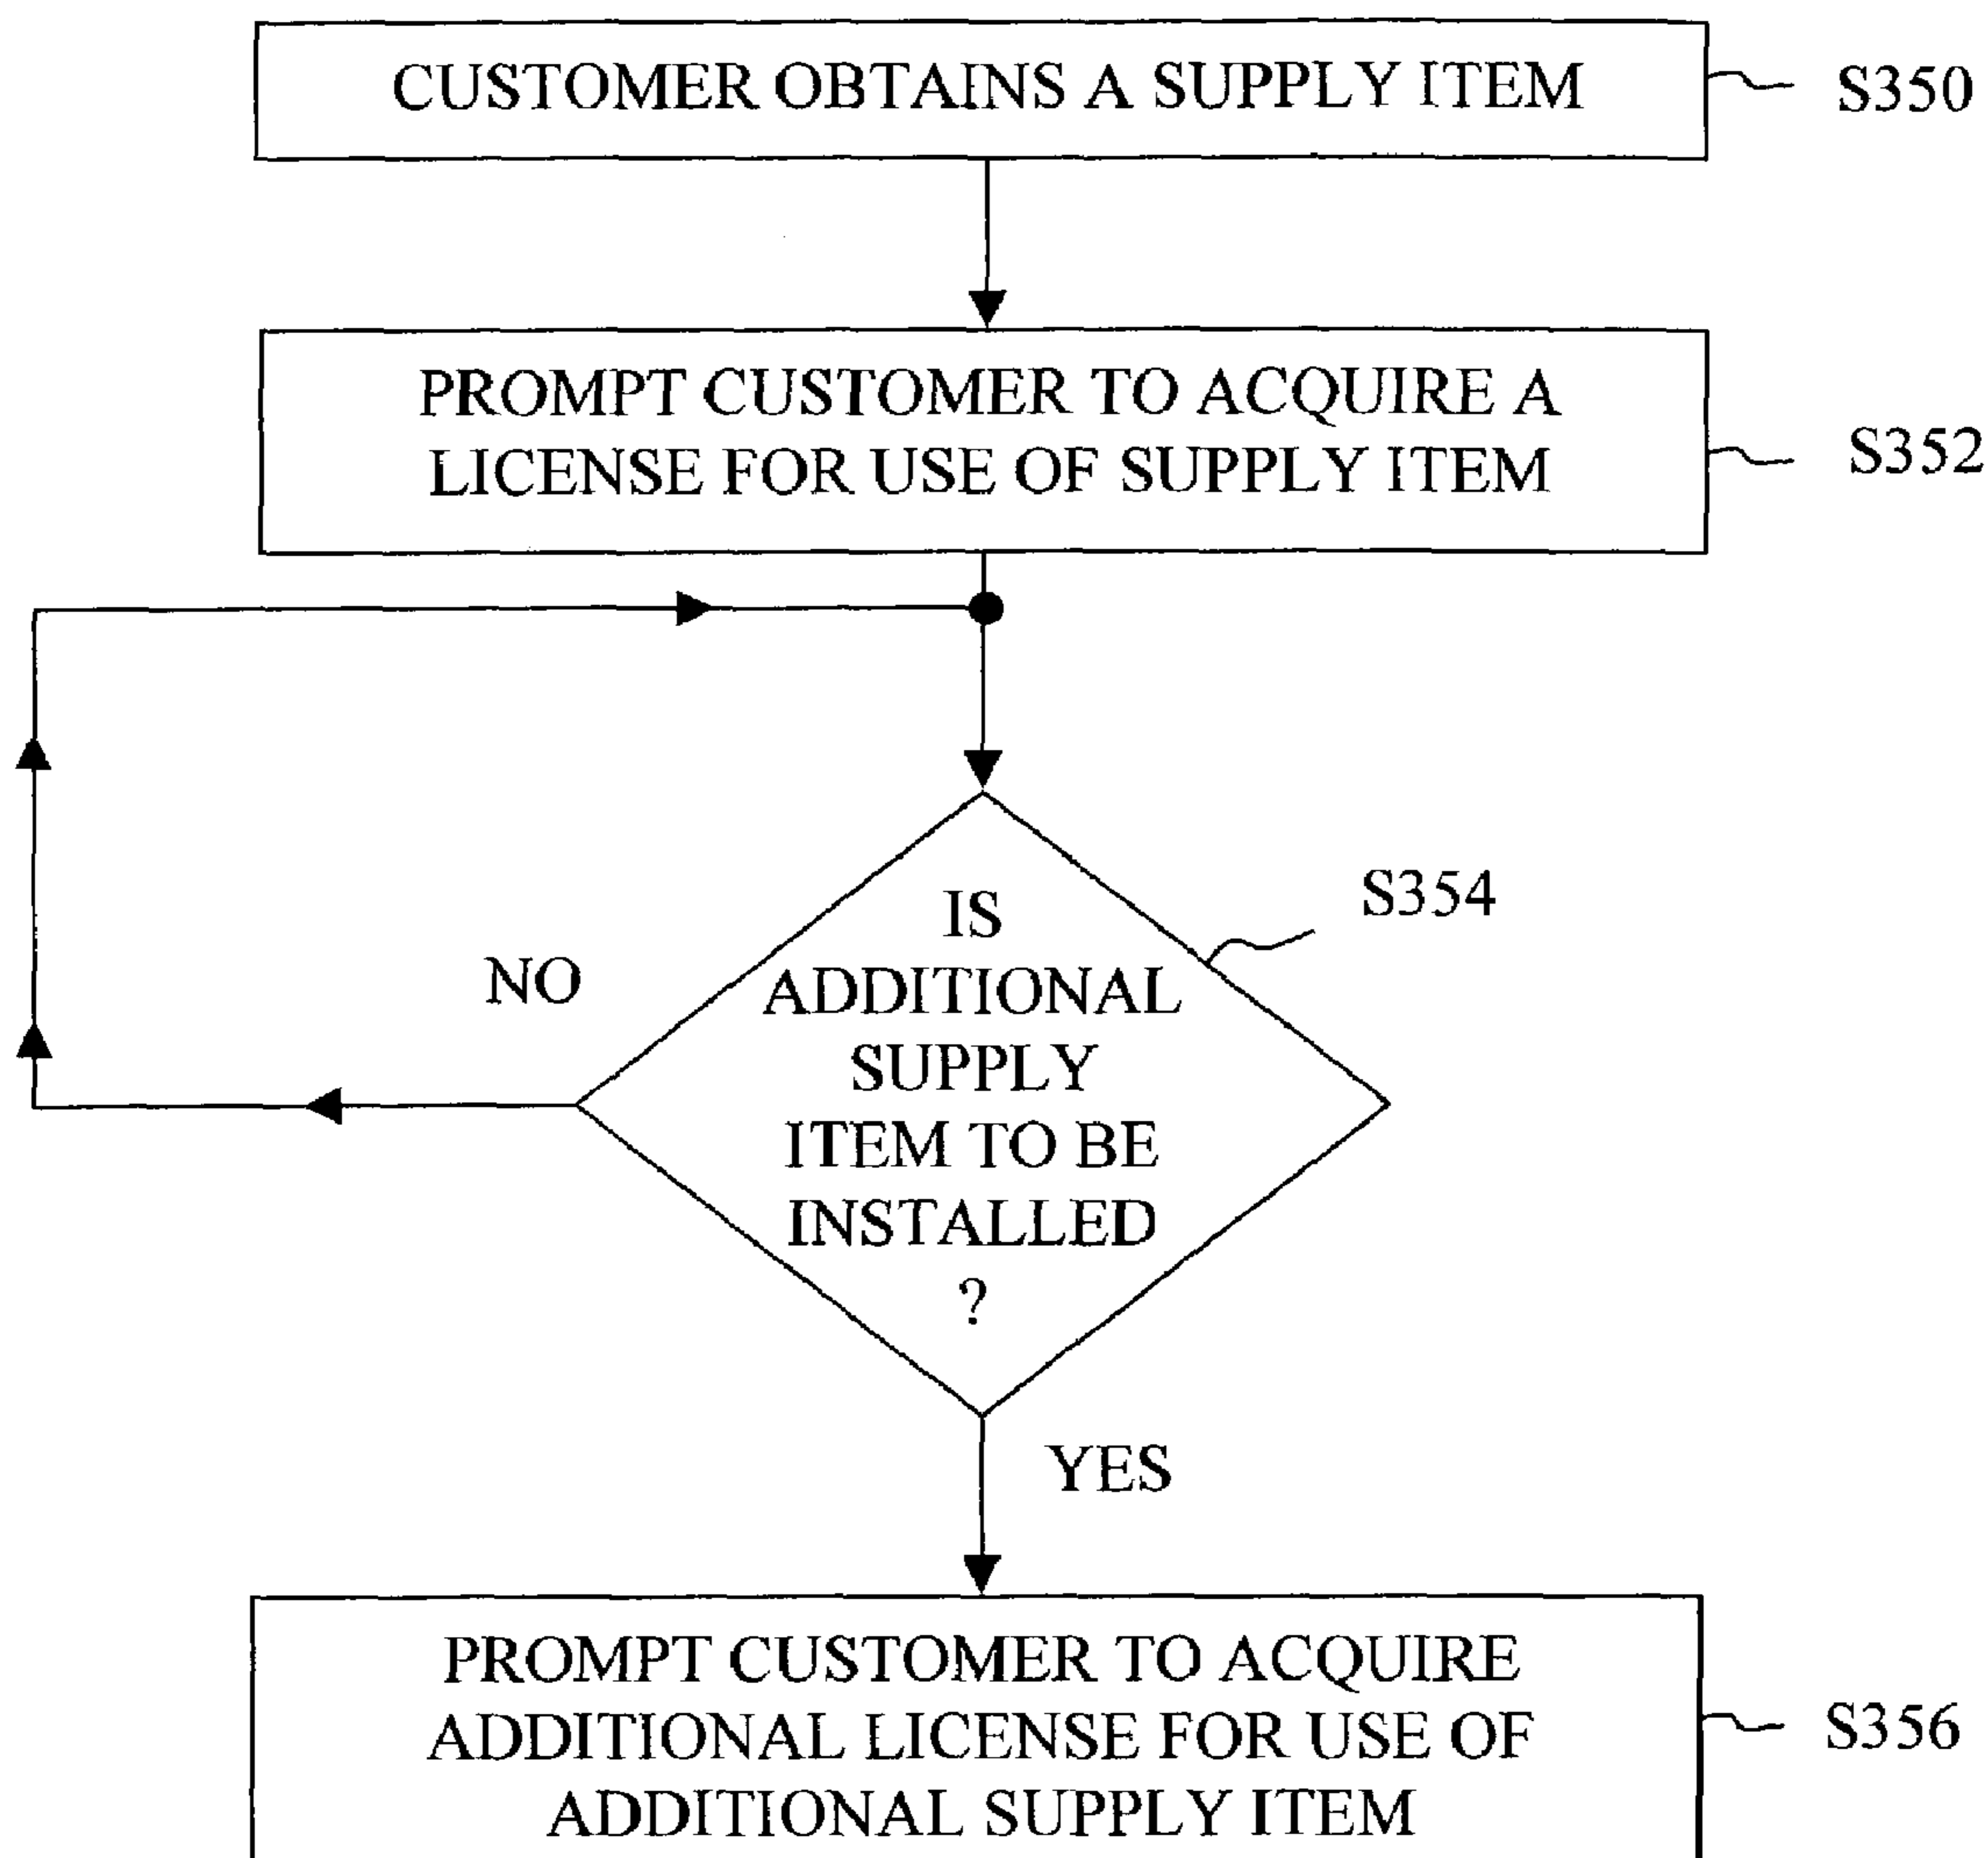 CUSTOMER OBTAINS A SUPPLY ITEM
S350
PROMPT CUSTOMER TO ACQUIRE A
LICENSE FOR USE OF SUPPLY ITEM
S352
IS
ADDITIONAL
SUPPLY
ITEM TO BE
INSTALLED
?
S354
NO
YES
PROMPT CUSTOMER TO ACQUIRE
ADDITIONAL LICENSE FOR USE OF
ADDITIONAL SUPPLY ITEM
S356